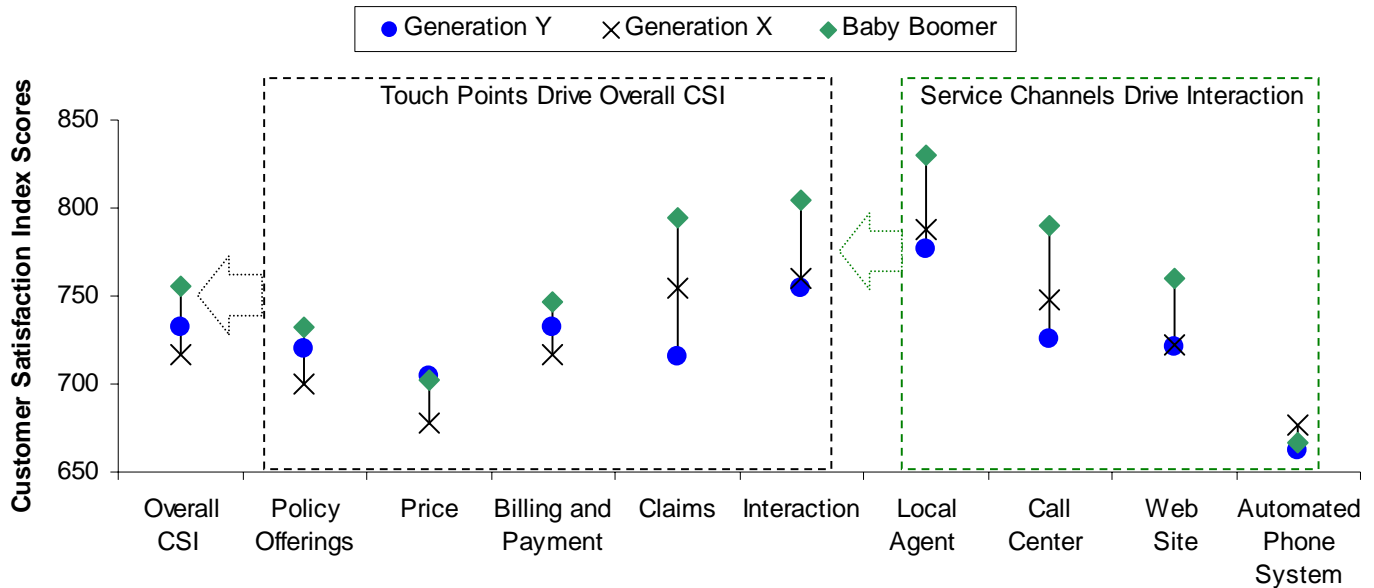 Generation Y
Generation X
Baby Boomer
Touch Points Drive Overall CSI
Service Channels Drive Interaction
Customer Satisfaction Index Scores
850
800
750
700
650
Overall
CSI
Policy
Offerings
Price
Billing and
Payment
Claims
Interaction
Local
Agent
Call
Center
Web
Site
Automated
Phone
System